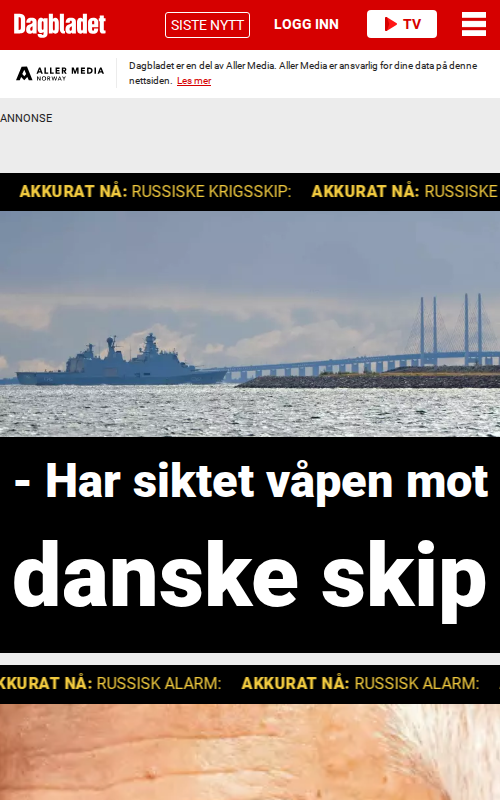 Dagbladet
SISTE NYTT
LOGG INN
TV
ALLER MEDIA
NORWAY
Dagbladet er en del av Aller Media. Aller Media er ansvarlig for dine data på denne
nettsiden. Les mer
ANNONSE
AKKURAT NÅ: RUSSISKE KRIGSSKIP: AKKURAT NÅ: RUSSISKE
- Har siktet våpen mot
danske skip
KKURAT NÅ: RUSSISK ALARM: AKKURAT NÅ: RUSSISK ALARM: